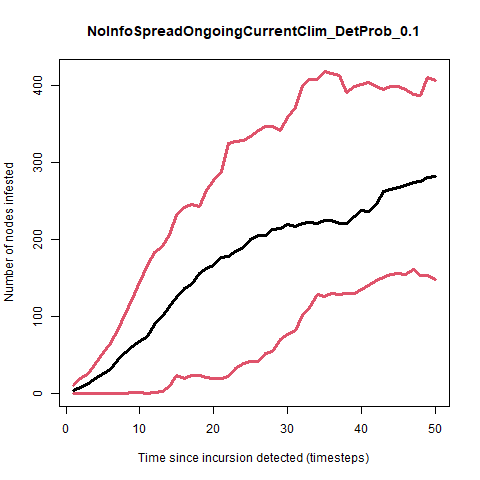 NoInfoSpreadOngoingCurrentClim_DetProb_0.1
Number of nodes infested
400
300
200
100
0
0 10 20 30 40 50
Time since incursion detected (timesteps)